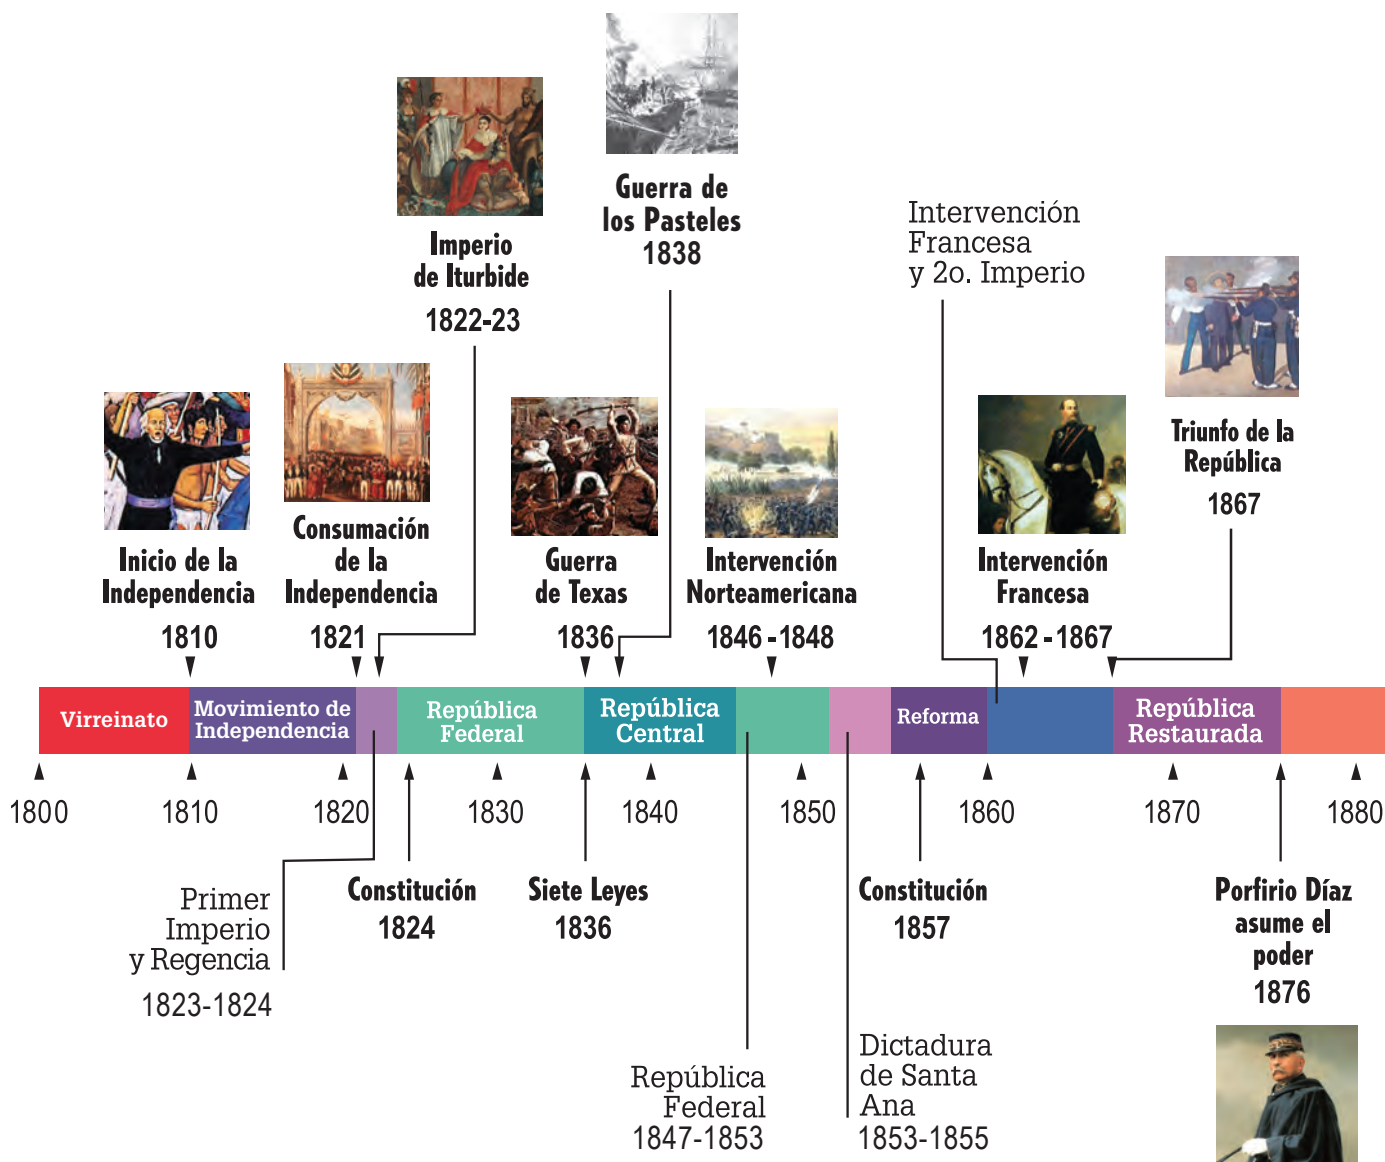 Guerra de
los Pasteles
1838
Imperio
de Iturbide
1822-23
Intervención
Francesa
y 2o. Imperio
Triunfo de la
República
1867
Inicio de la
Independencia
1810
Consumación
de la
Independencia
1821
Guerra
de Texas
1836
Intervención
Norteamericana
1846 - 1848
Intervención
Francesa
1862 - 1867
Virreinato
Movimiento de
Independencia
República
Federal
República
Central
Reforma
República
Restaurada
1800
1810
1820
1830
1840
1850
1860
1870
1880
Primer
Imperio
y Regencia
1823-1824
Constitución
1824
Siete Leyes
1836
República
Federal
1847-1853
Dictadura
de Santa
Ana
1853-1855
Constitución
1857
Porfirio Díaz
asume el
poder
1876